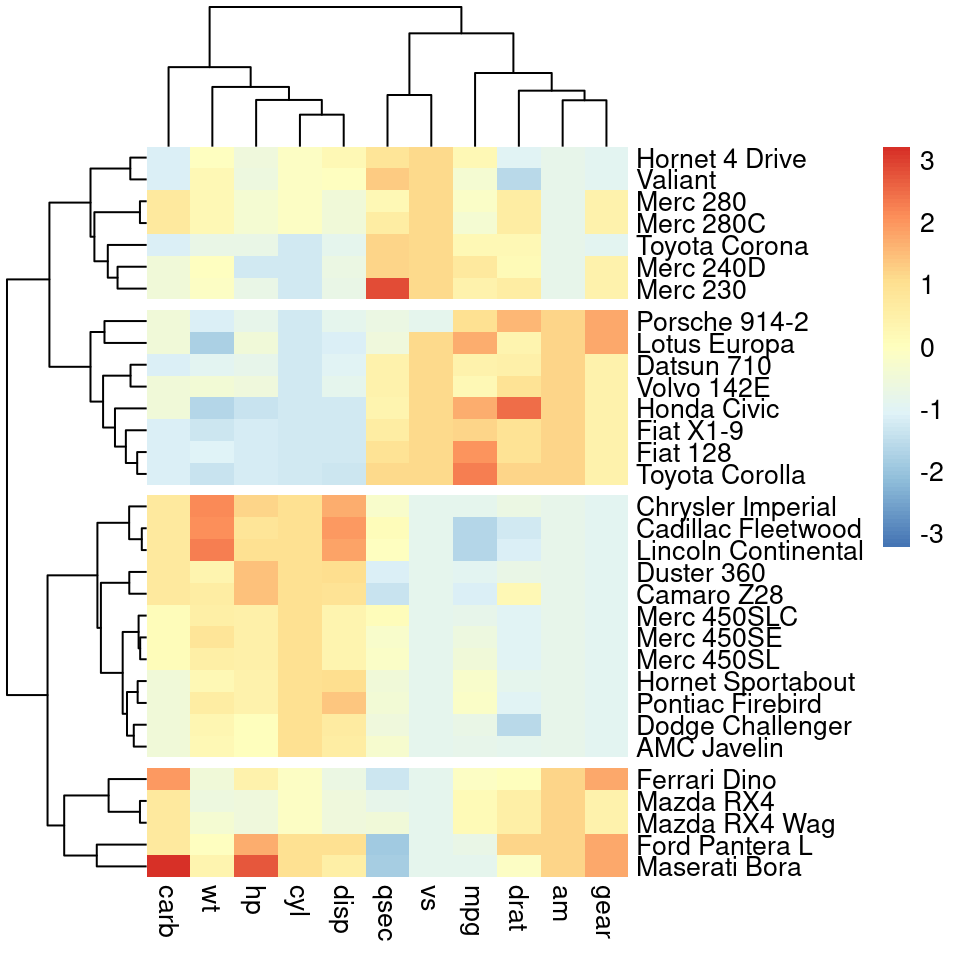 Hornet 4 Drive
Valiant
Merc 280
Merc 280C
Toyota Corona
Merc 240D
Merc 230
Porsche 914-2
Lotus Europa
Datsun 710
Volvo 142E
Honda Civic
Fiat X1-9
Fiat 128
Toyota Corolla
Chrysler Imperial
Cadillac Fleetwood
Lincoln Continental
Duster 360
Camaro Z28
Merc 450SLC
Merc 450SE
Merc 450SL
Hornet Sportabout
Pontiac Firebird
Dodge Challenger
AMC Javelin
Ferrari Dino
Mazda RX4
Mazda RX4 Wag
Ford Pantera L
Maserati Bora
carb
wt
hp
cyl
disp
qsec
vs
mpg
drat
am
gear
3
2
1
0
-1
-2
-3